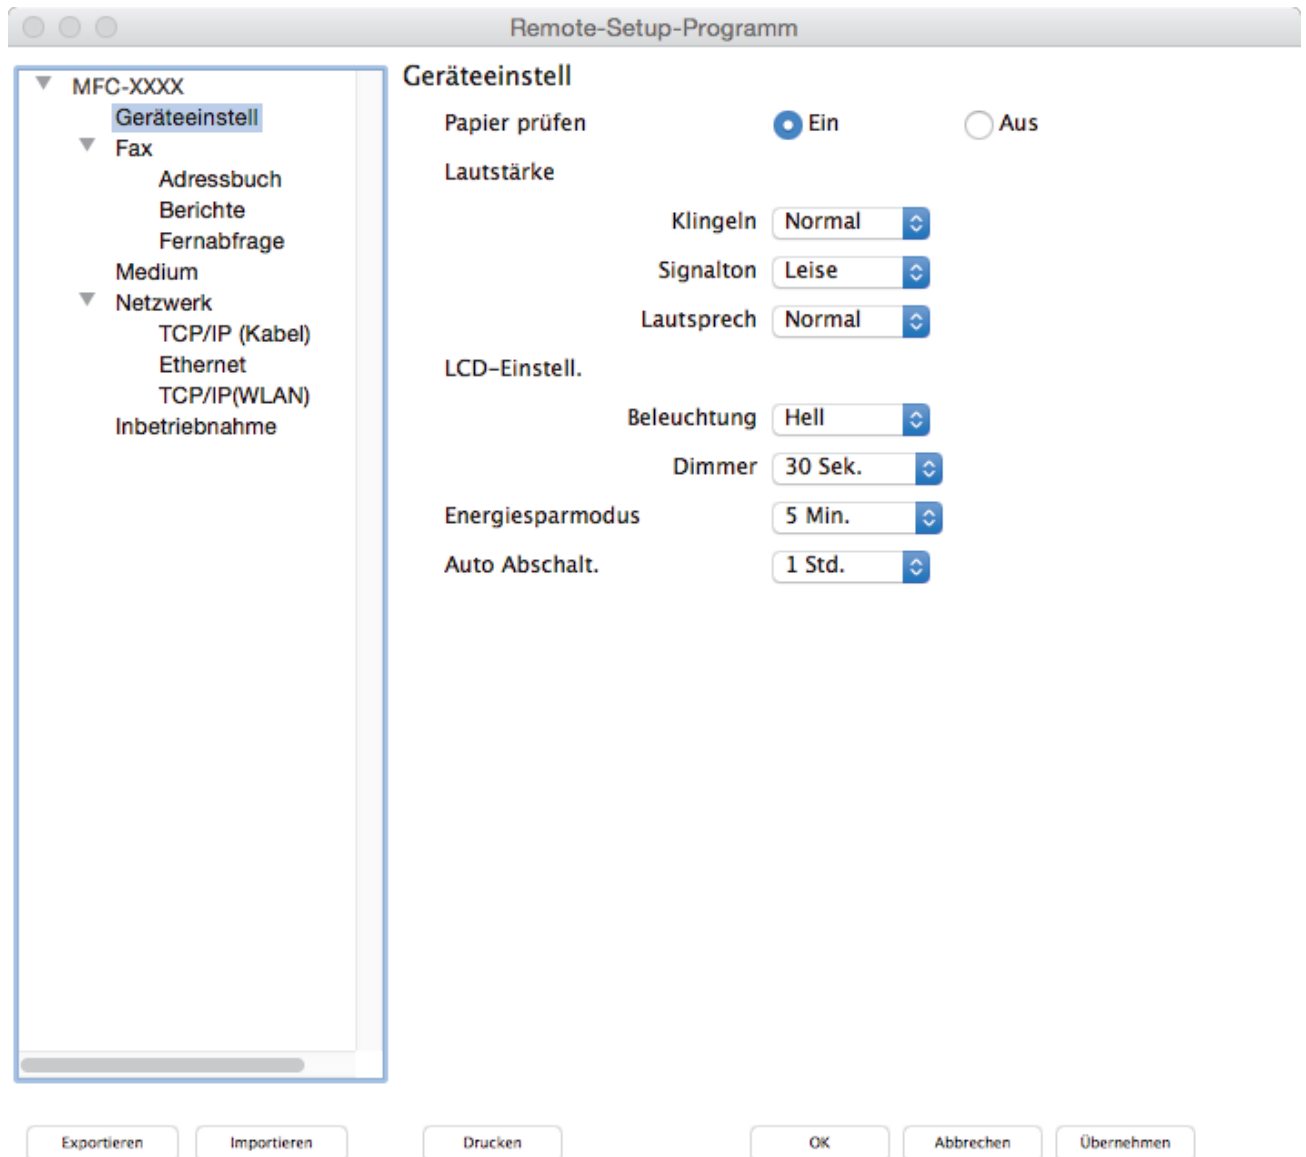 Remote-Setup-Programm
MFC-XXXX
Geräteeinstell
Fax
Adressbuch
Berichte
Fernabfrage
Medium
Netzwerk
TCP/IP (Kabel)
Ethernet
TCP/IP(WLAN)
Inbetriebnahme
Geräteeinstell
Papier prüfen Ein Aus
Lautstärke
Klingeln Normal
Signalton Leise
Lautsprech Normal
LCD-Einstell.
Beleuchtung Hell
Dimmer 30 Sek.
Energiesparmodus 5 Min.
Auto Abschalt. 1 Std.
Exportieren Importieren Drucken OK Abbrechen Übernehmen